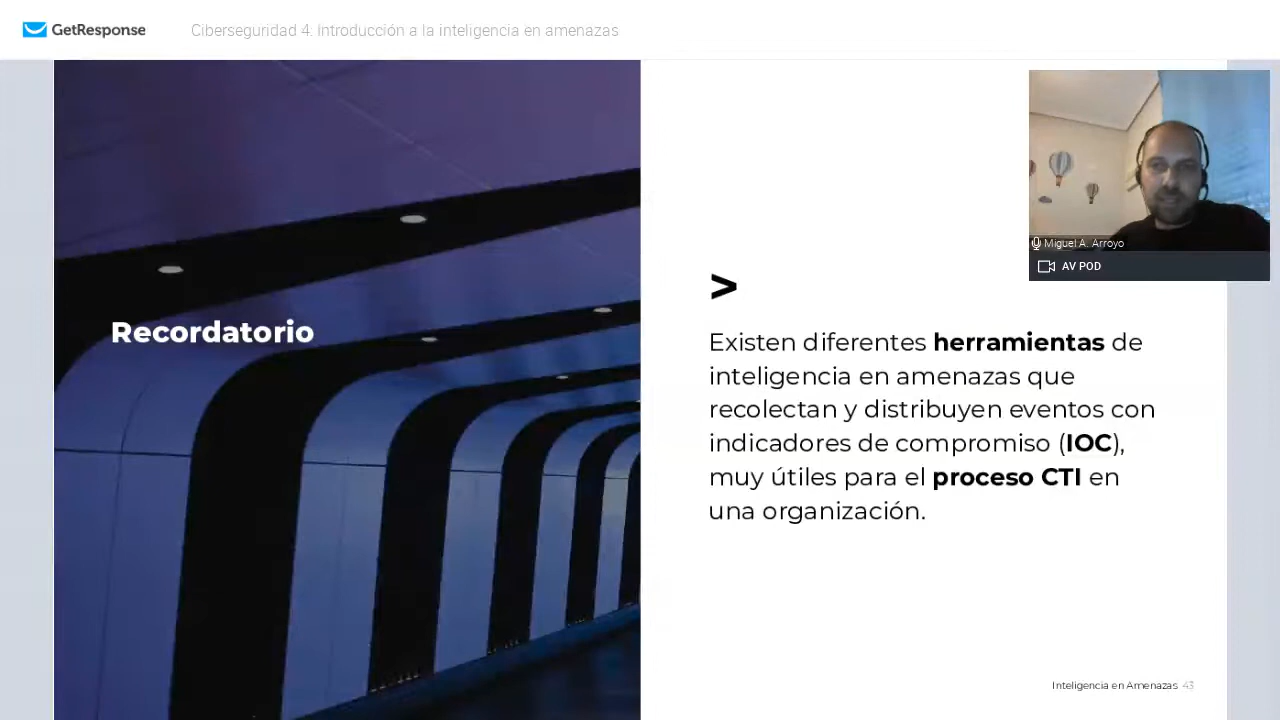 GetResponse
Ciberseguridad 4: Introducción a la inteligencia en amenazas
Miguel A. Arroyo
AV POD
Recordatorio
>
Existen diferentes herramientas de
inteligencia en amenazas que
recolectan y distribuyen eventos con
indicadores de compromiso (IOC),
muy útiles para el proceso CTI en
una organización.
Inteligencia en Amenazas 43